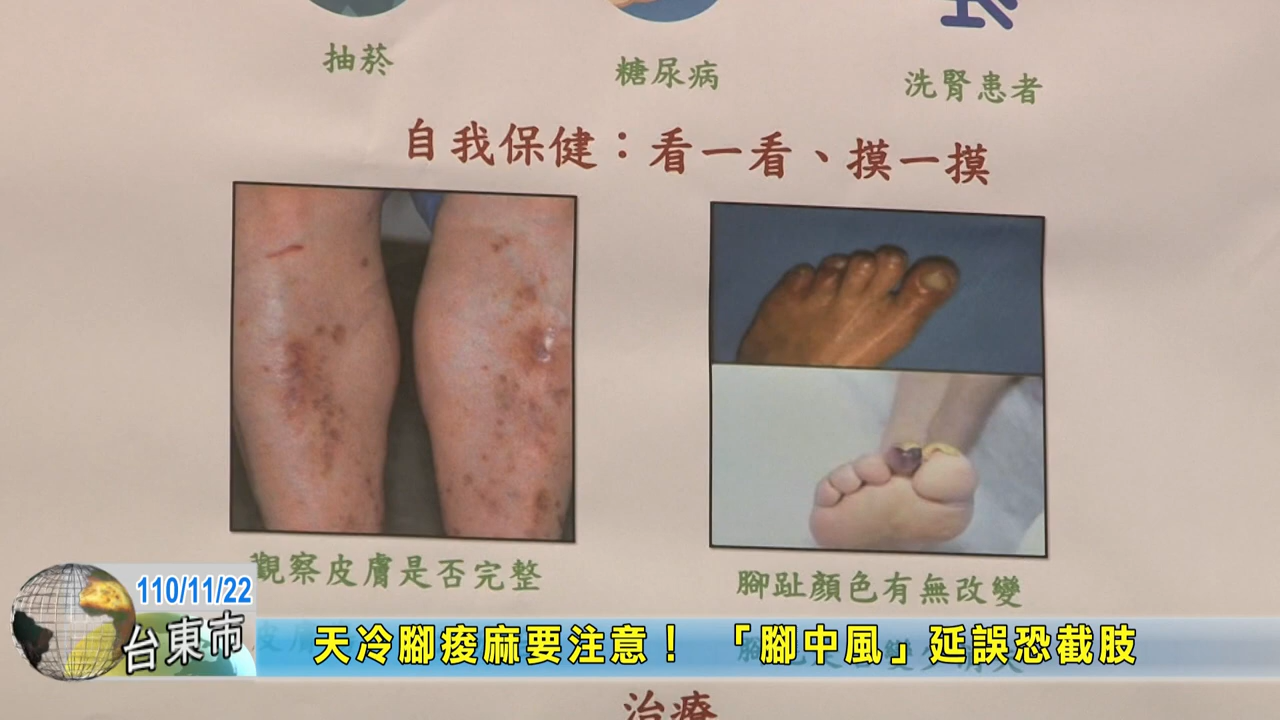 抽菸
糖尿病
洗腎患者
自我保健：看一看、摸一摸
觀察皮膚是否完整
腳趾顏色有無改變
110/11/22
台東市
天冷腳痠麻要注意！「腳中風」延誤恐截肢
治療